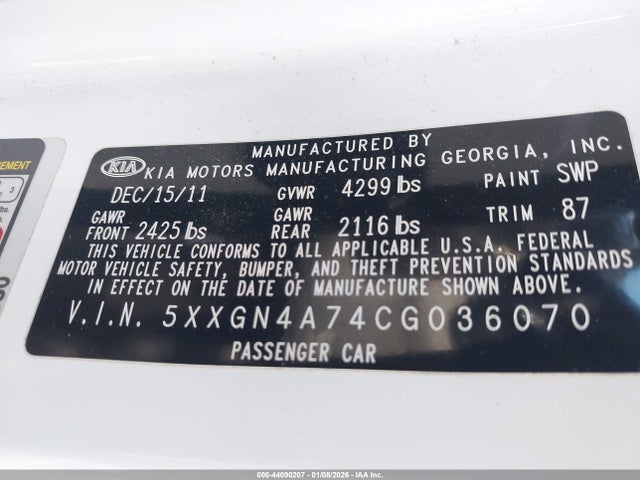 MANUFACTURED BY
KIA KIA MOTORS MANUFACTURING GEORGIA, INC.
DEC/15/11 GVWR 4299 lbs PAINT SWP
GAWR FRONT 2425 lbs GAWR REAR 2116 lbs TRIM 87
THIS VEHICLE CONFORMS TO ALL APPLICABLE U.S.A. FEDERAL
MOTOR VEHICLE SAFETY, BUMPER, AND THEFT PREVENTION STANDARDS
IN EFFECT ON THE DATE OF MANUFACTURE SHOWN ABOVE.
V.I.N. 5XXGN4A74CG036070
PASSENGER CAR
000-44090207 - 01/08/2026 - CA-ADESA